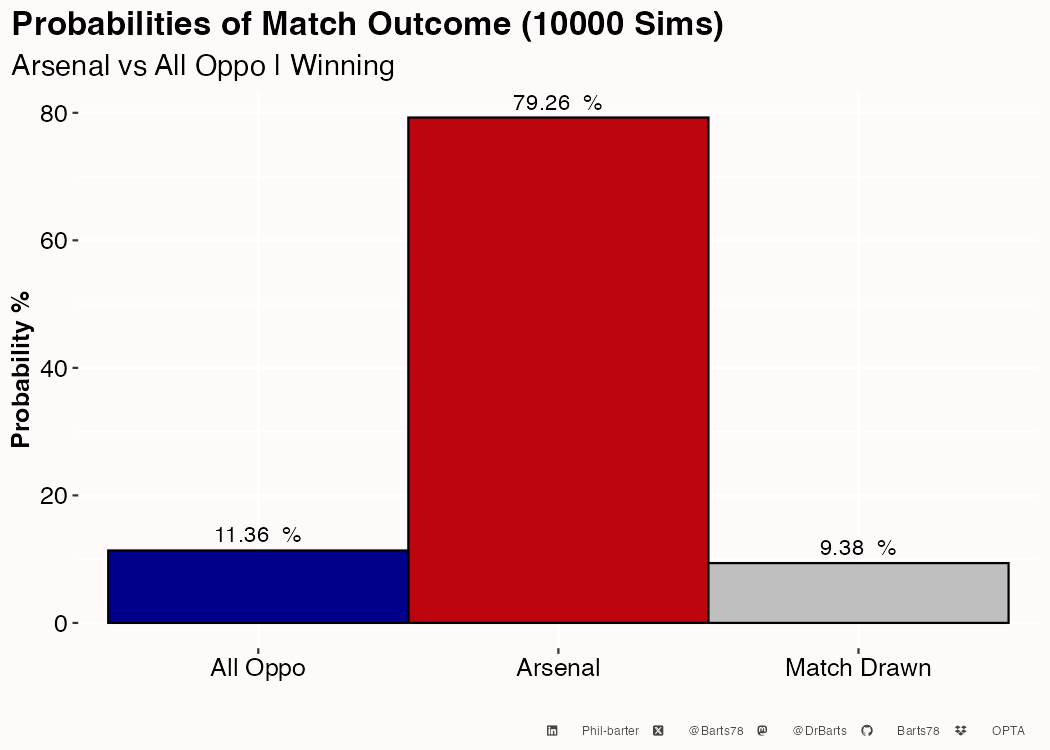 Probabilities of Match Outcome (10000 Sims)
Arsenal vs All Oppo | Winning
79.26 %
80
60
Probability %
40
20
11.36 %
9.38 %
0
All Oppo Arsenal Match Drawn
Phil-barter @Barts78 @DrBarts Barts78 OPTA